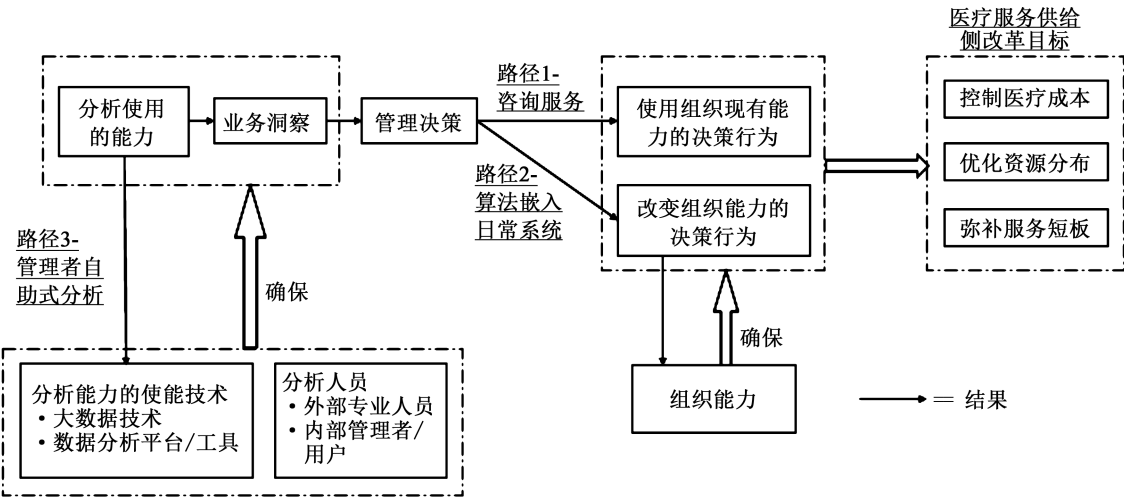 医疗服务供给
侧改革目标
分析使用
的能力
业务洞察
管理决策
路径1-
咨询服务
使用组织现有能
力的决策行为
控制医疗成本
优化资源分布
弥补服务短板
路径2-
算法嵌入
日常系统
改变组织能力的
决策行为
路径3-
管理者自
助式分析
确保
确保
分析能力的使能技术
·大数据技术
·数据分析平台/工具
分析人员
·外部专业人员
·内部管理者/
用户
组织能力
= 结果